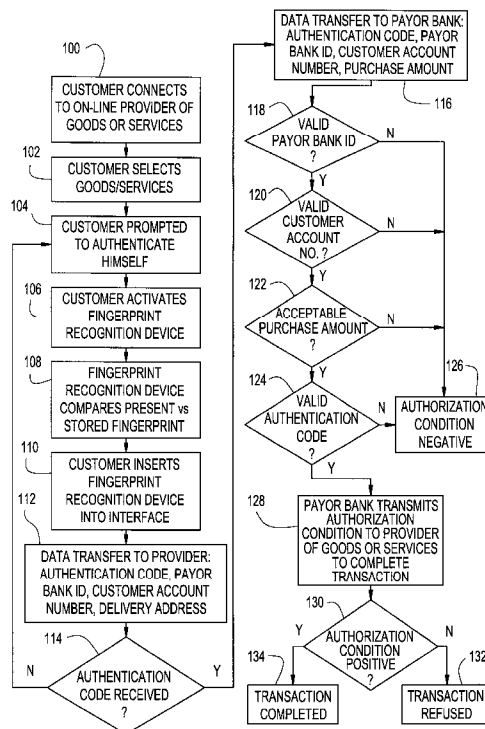 100
CUSTOMER CONNECTS
TO ON-LINE PROVIDER OF
GOODS OR SERVICES
102
CUSTOMER SELECTS
GOODS/SERVICES
104
CUSTOMER PROMPTED
TO AUTHENTICATE
HIMSELF
106
CUSTOMER ACTIVATES
FINGERPRINT
RECOGNITION DEVICE
108
FINGERPRINT
RECOGNITION DEVICE
COMPARES PRESENT vs
STORED FINGERPRINT
110
CUSTOMER INSERTS
FINGERPRINT
RECOGNITION DEVICE
INTO INTERFACE
112
DATA TRANSFER TO PROVIDER:
AUTHENTICATION CODE, PAYOR
BANK ID, CUSTOMER ACCOUNT
NUMBER, DELIVERY ADDRESS
114
N
AUTHENTICATION
CODE RECEIVED
?
Y
DATA TRANSFER TO PAYOR BANK:
AUTHENTICATION CODE, PAYOR
BANK ID, CUSTOMER ACCOUNT
NUMBER, PURCHASE AMOUNT
116
118
VALID
PAYOR BANK ID
?
N
Y
120
VALID
CUSTOMER
ACCOUNT
NO. ?
N
Y
122
ACCEPTABLE
PURCHASE AMOUNT
?
N
Y
124
VALID
AUTHENTICATION
CODE
?
N
Y
126
AUTHORIZATION
CONDITION
NEGATIVE
128
PAYOR BANK TRANSMITS
AUTHORIZATION
CONDITION TO PROVIDER
OF GOODS OR SERVICES
TO COMPLETE
TRANSACTION
130
Y
AUTHORIZATION
CONDITION
POSITIVE
?
N
134
TRANSACTION
COMPLETED
132
TRANSACTION
REFUSED